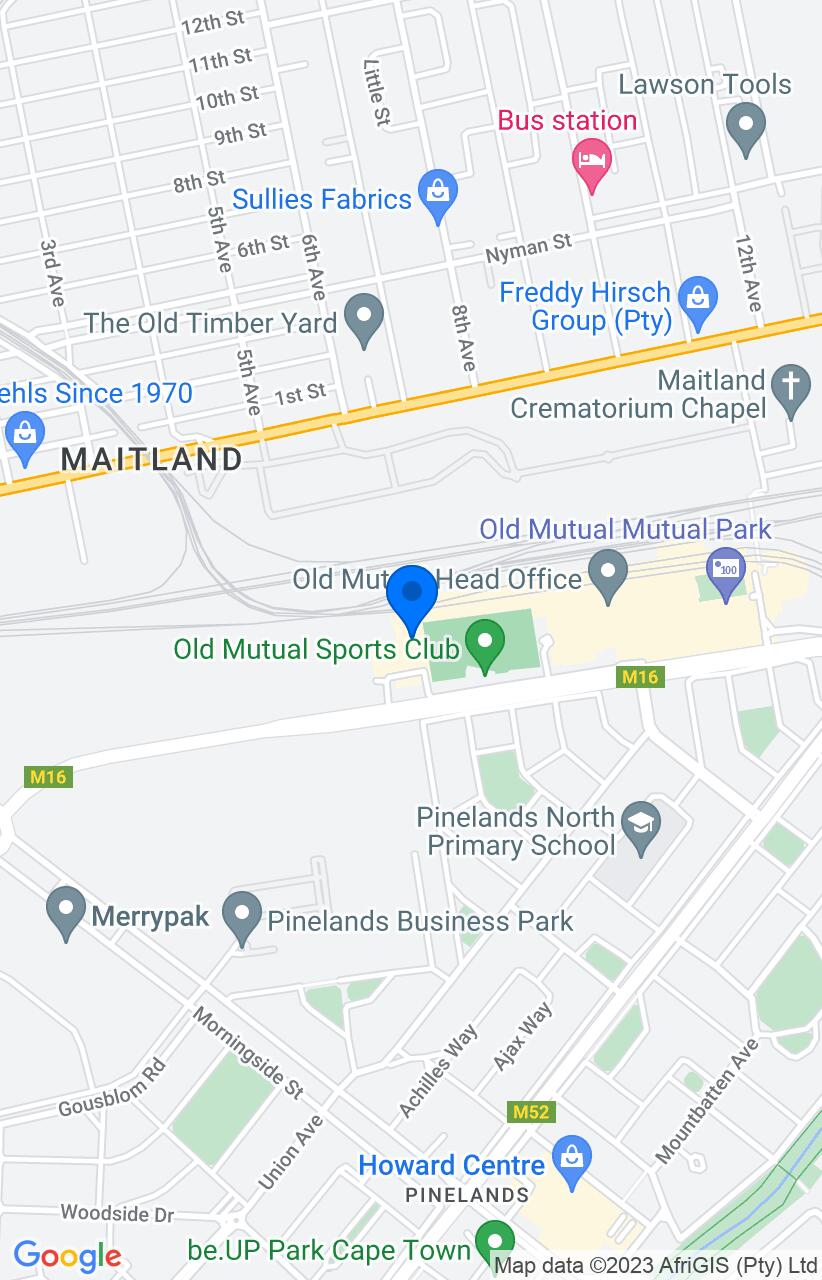 12th St
11th St
10th St
9th St
8th St
Little St
Lawson Tools
Bus station
Sullies Fabrics
5th Ave
6th St
6th Ave
3rd Ave
Nyman St
12th Ave
Freddy Hirsch
Group (Pty)
The Old Timber Yard
8th Ave
5th Ave
1st St
ehls Since 1970
Maitland
Crematorium Chapel
MAITLAND
Old Mutual Mutual Park
100
Old Mut Head Office
Old Mutual Sports Club
M16
M16
Pinelands North
Primary School
Merrypak
Pinelands Business Park
Morningside St
Gousblom Rd
Achilles Way
Ajax Way
Mountbatten Ave
M52
Union Ave
Howard Centre
PINELANDS
Woodside Dr
be.UP Park Cape Town
Google
Map data ©2023 AfriGIS (Pty) Ltd